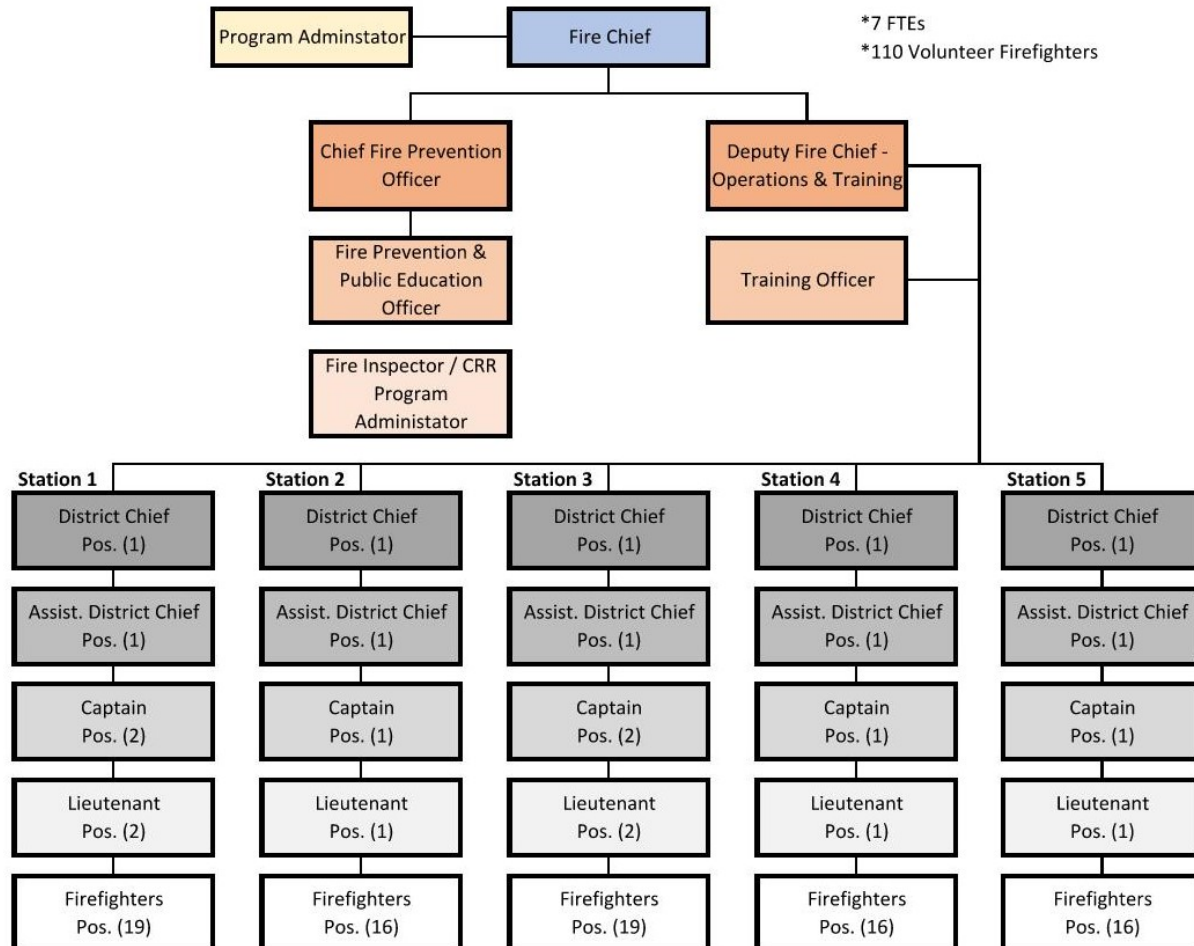 Program Adminstator
Fire Chief
*7 FTEs
*110 Volunteer Firefighters
Chief Fire Prevention
Officer
Deputy Fire Chief -
Operations & Training
Fire Prevention &
Public Education
Officer
Training Officer
Fire Inspector / CRR
Program
Administator
Station 1
District Chief
Pos. (1)
Assist. District Chief
Pos. (1)
Captain
Pos. (2)
Lieutenant
Pos. (2)
Firefighters
Pos. (19)
Station 2
District Chief
Pos. (1)
Assist. District Chief
Pos. (1)
Captain
Pos. (1)
Lieutenant
Pos. (1)
Firefighters
Pos. (16)
Station 3
District Chief
Pos. (1)
Assist. District Chief
Pos. (1)
Captain
Pos. (2)
Lieutenant
Pos. (2)
Firefighters
Pos. (19)
Station 4
District Chief
Pos. (1)
Assist. District Chief
Pos. (1)
Captain
Pos. (1)
Lieutenant
Pos. (1)
Firefighters
Pos. (16)
Station 5
District Chief
Pos. (1)
Assist. District Chief
Pos. (1)
Captain
Pos. (1)
Lieutenant
Pos. (1)
Firefighters
Pos. (16)